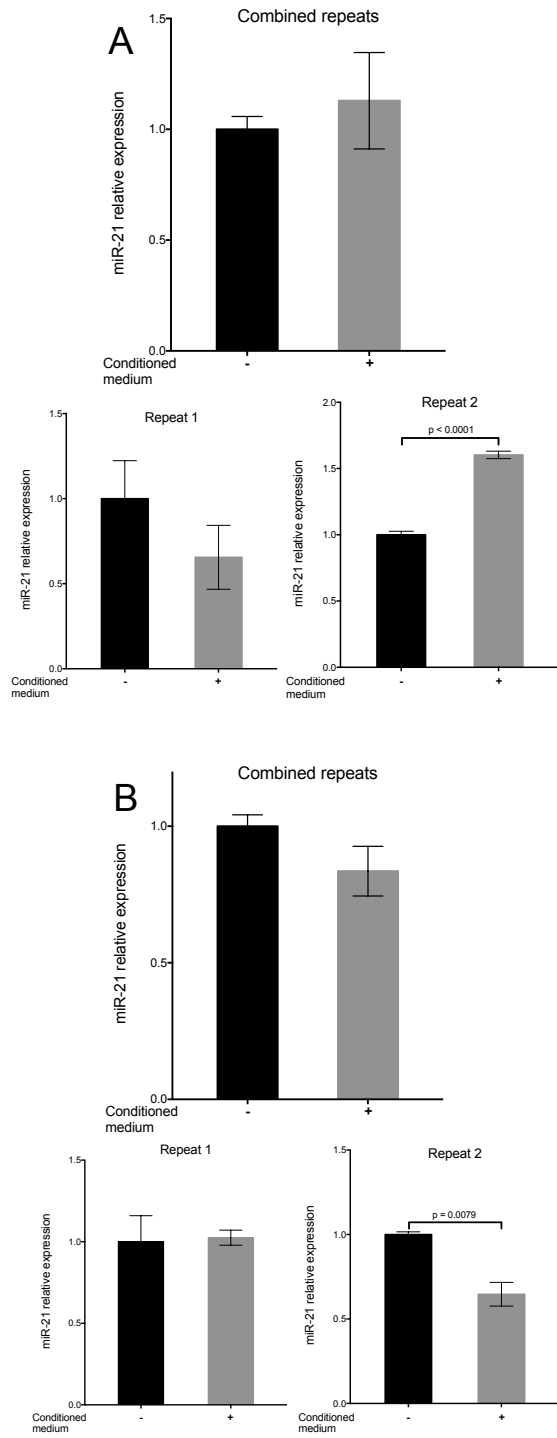 A
Combined repeats
miR-21 relative expression
1.5
1.0
0.5
0.0
Conditioned
medium
- +
Repeat 1
miR-21 relative expression
1.5
1.0
0.5
0.0
Conditioned
medium
- +
Repeat 2
miR-21 relative expression
2.0
1.5
1.0
0.5
0.0
p < 0.0001
Conditioned
medium
- +
B
Combined repeats
miR-21 relative expression
1.0
0.5
0.0
Conditioned
medium
- +
Repeat 1
miR-21 relative expression
1.5
1.0
0.5
0.0
Conditioned
medium
- +
Repeat 2
miR-21 relative expression
1.5
1.0
0.5
0.0
p = 0.0079
Conditioned
medium
- +